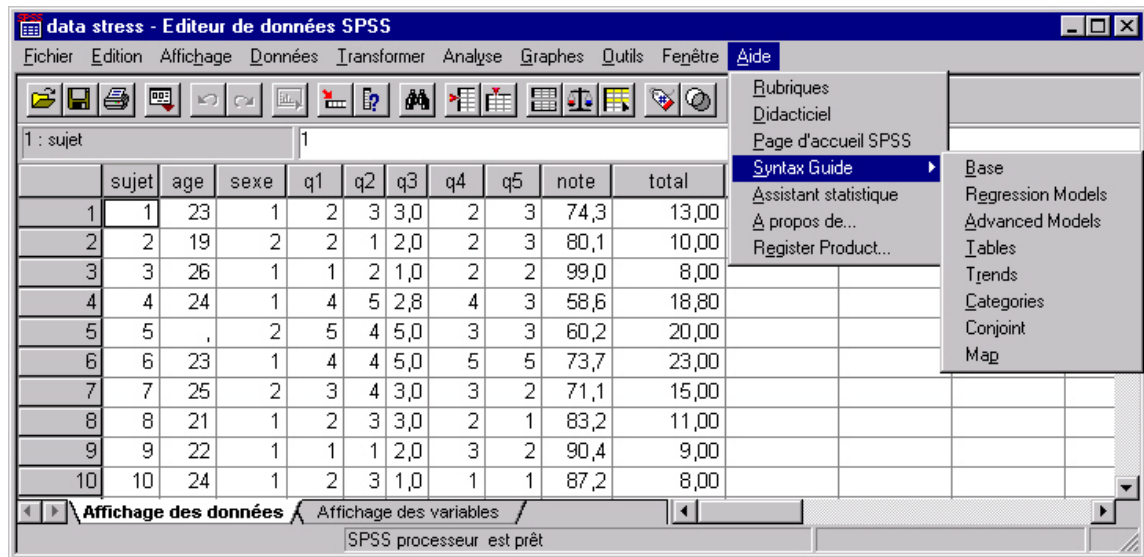 data stress - Editeur de données SPSS
Fichier Edition Affichage Données Transformer Analyse Graphes Outils Fenêtre Aide
Rubriques
Didacticiel
Page d'accueil SPSS
Syntax Guide
Assistant statistique
A propos de...
Register Product...
Base
Regression Models
Advanced Models
Tables
Trends
Categories
Conjoint
Map
1 : sujet 1
sujet age sexe q1 q2 q3 q4 q5 note total
1 1 23 1 2 3 3,0 2 3 74,3 13,00
2 2 19 2 2 1 2,0 2 3 80,1 10,00
3 3 26 1 1 2 1,0 2 2 99,0 8,00
4 4 24 1 4 5 2,8 4 3 58,6 18,80
5 5 , 2 5 4 5,0 3 3 60,2 20,00
6 6 23 1 4 4 5,0 5 5 73,7 23,00
7 7 25 2 3 4 3,0 3 2 71,1 15,00
8 8 21 1 2 3 3,0 2 1 83,2 11,00
9 9 22 1 1 1 2,0 3 2 90,4 9,00
10 10 24 1 2 3 1,0 1 1 87,2 8,00
Affichage des données Affichage des variables
SPSS processeur est prêt